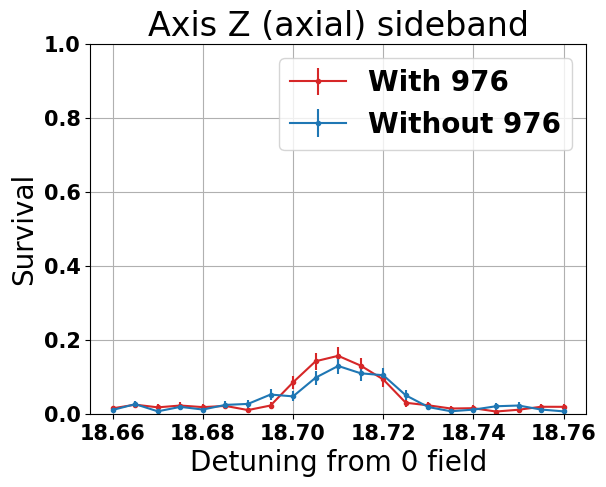 Axis Z (axial) sideband
With 976
Without 976
Survival
1.0
0.8
0.6
0.4
0.2
0.0
18.66 18.68 18.70 18.72 18.74 18.76
Detuning from 0 field